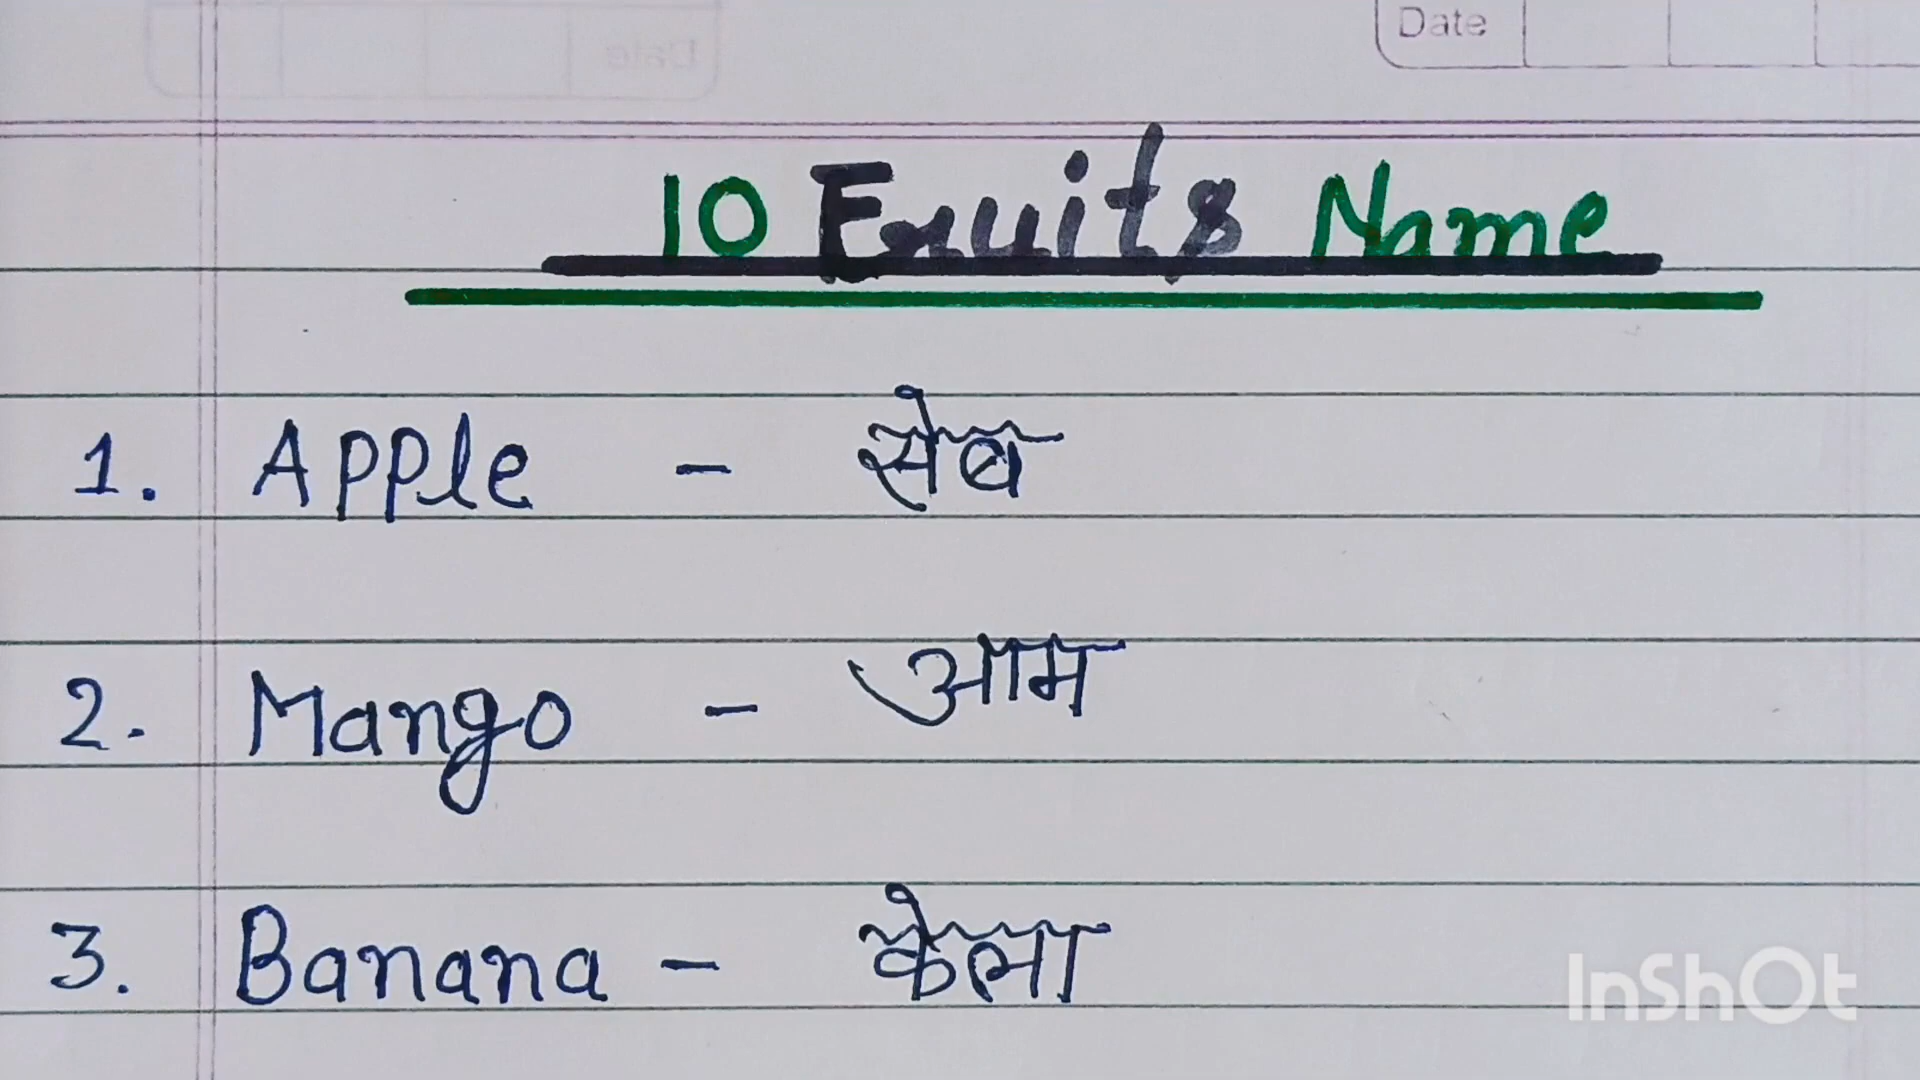 Date
10 Fruits Name
1. Apple - सेब
2. Mango - आम
3. Banana - केला
InShOt